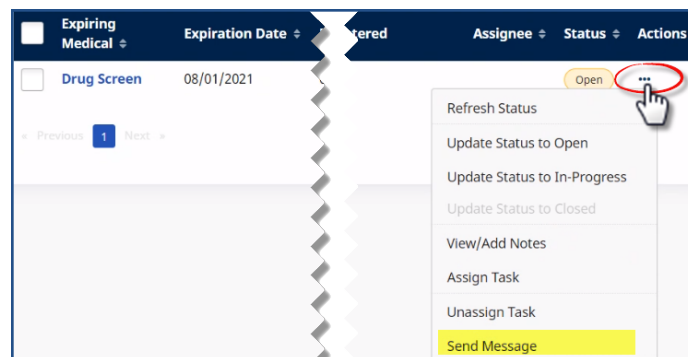 Expiring Medical Expiration Date tered Assignee Status Actions
Drug Screen 08/01/2021 Open ...
« Previous 1 Next »
Refresh Status
Update Status to Open
Update Status to In-Progress
Update Status to Closed
View/Add Notes
Assign Task
Unassign Task
Send Message